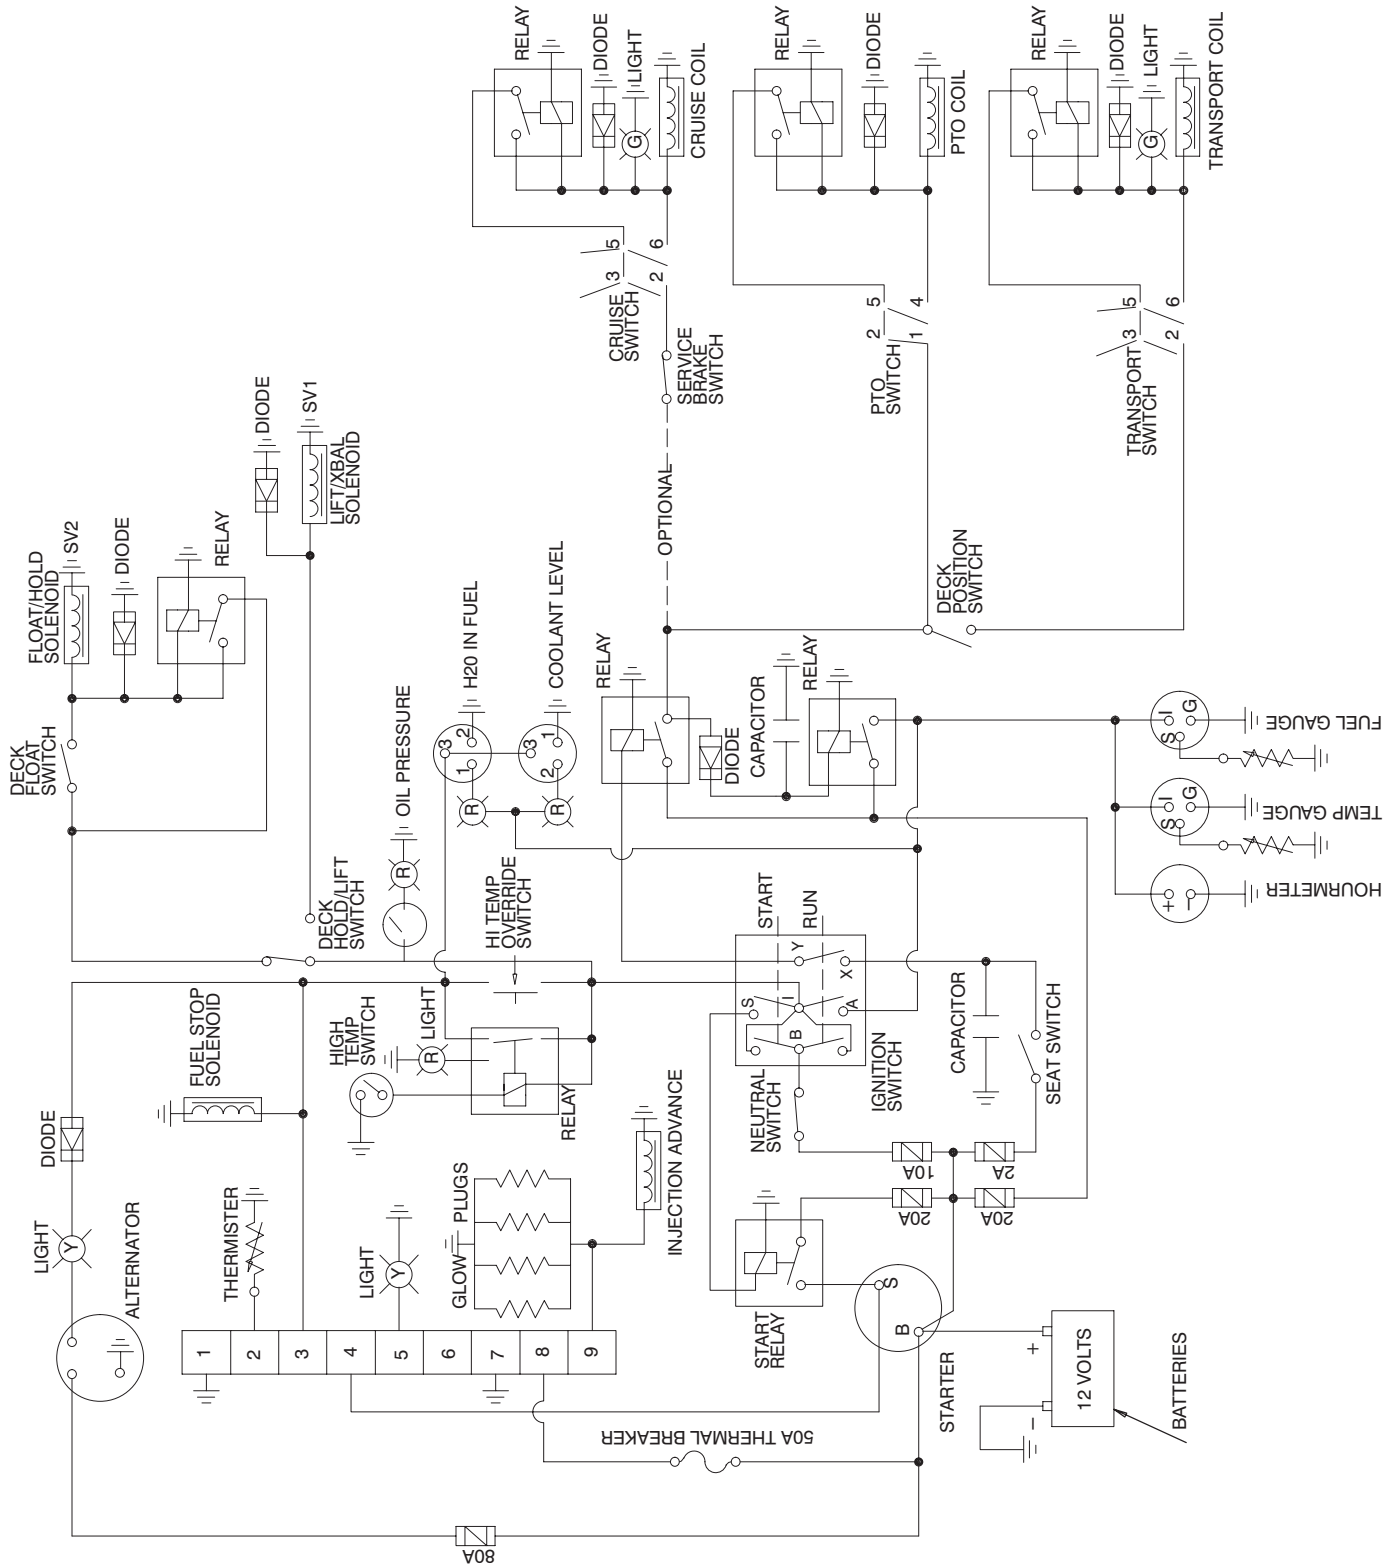 RELAY
DIODE
LIGHT
G
CRUISE COIL
5
6
3
2
CRUISE
SWITCH
SERVICE
BRAKE
SWITCH
OPTIONAL
RELAY
DIODE
PTO COIL
5
4
2
1
PTO
SWITCH
RELAY
DIODE
LIGHT
G
TRANSPORT COIL
5
6
3
2
TRANSPORT
SWITCH
DECK
POSITION
SWITCH
FLOAT/HOLD
SOLENOID
SV2
DIODE
RELAY
DECK
FLOAT
SWITCH
DIODE
SV1
LIFT/XBAL
SOLENOID
DECK
HOLD/LIFT
SWITCH
OIL PRESSURE
R
H20 IN FUEL
3
2
1
R
COOLANT LEVEL
3
1
2
R
RELAY
DIODE
CAPACITOR
RELAY
FUEL GAUGE
S
I
G
TEMP GAUGE
S
I
G
HOURMETER
+
–
HI TEMP
OVERRIDE
SWITCH
HIGH
TEMP
SWITCH
LIGHT
R
RELAY
FUEL STOP
SOLENOID
DIODE
LIGHT
Y
ALTERNATOR
THERMISTER
LIGHT
Y
GLOW PLUGS
INJECTION ADVANCE
1
2
3
4
5
6
7
8
9
START
RUN
S
I
Y
B
A
X
IGNITION
SWITCH
NEUTRAL
SWITCH
CAPACITOR
SEAT SWITCH
10A
2A
20A
20A
START
RELAY
S
B
STARTER
+
–
12 VOLTS
BATTERIES
50A THERMAL BREAKER
80A